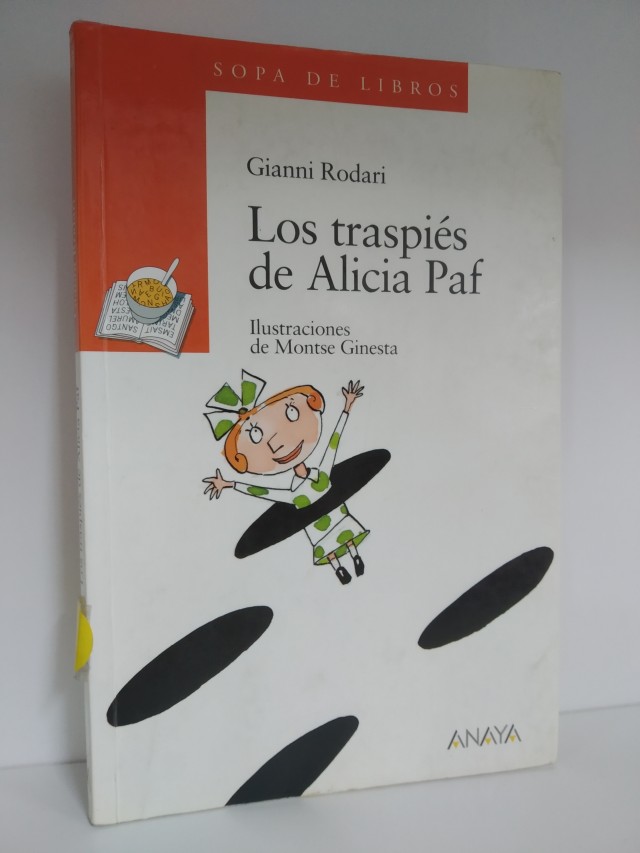 SOPA DE LIBROS
Gianni Rodari
Los traspiés
de Alicia Paf
Ilustraciones
de Montse Ginesta
ANAYA